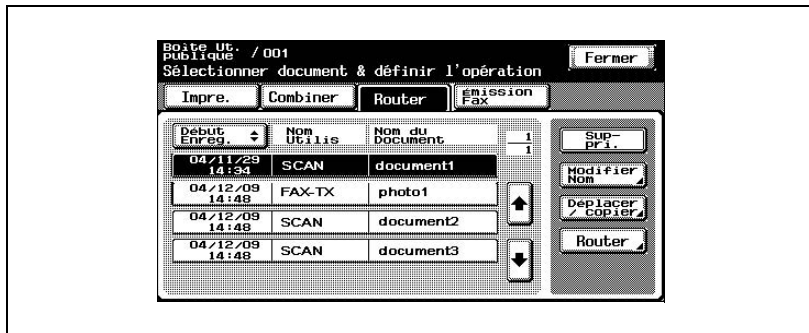 Boîte Ut.
publique / 001
Sélectionner document & définir l'opération
Fermer
Impre.
Combiner
Router
Émission
Fax
Début
Enreg.
Nom
Utilis
Nom du
Document
1
1
04/11/29
14:34
SCAN
document1
04/12/09
14:48
FAX-TX
photo1
04/12/09
14:48
SCAN
document2
04/12/09
14:48
SCAN
document3
Sup-
pri.
Modifier
Nom
Déplacer
/ copier
Router